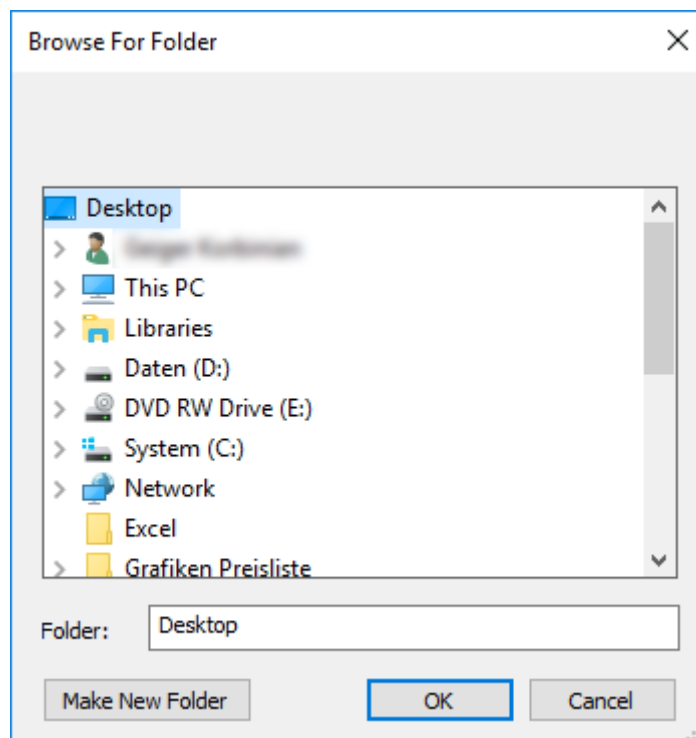 Browse For Folder
Desktop
This PC
Libraries
Daten (D:)
DVD RW Drive (E:)
System (C:)
Network
Excel
Grafiken Preisliste
Folder:
Desktop
Make New Folder
OK
Cancel